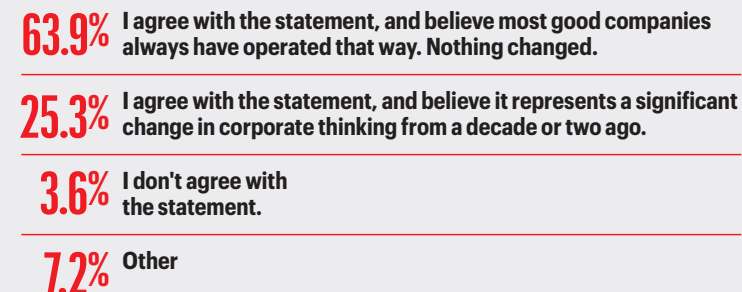 63.9% I agree with the statement, and believe most good companies
always have operated that way. Nothing changed.
25.3% I agree with the statement, and believe it represents a significant
change in corporate thinking from a decade or two ago.
3.6% I don't agree with
the statement.
7.2% Other